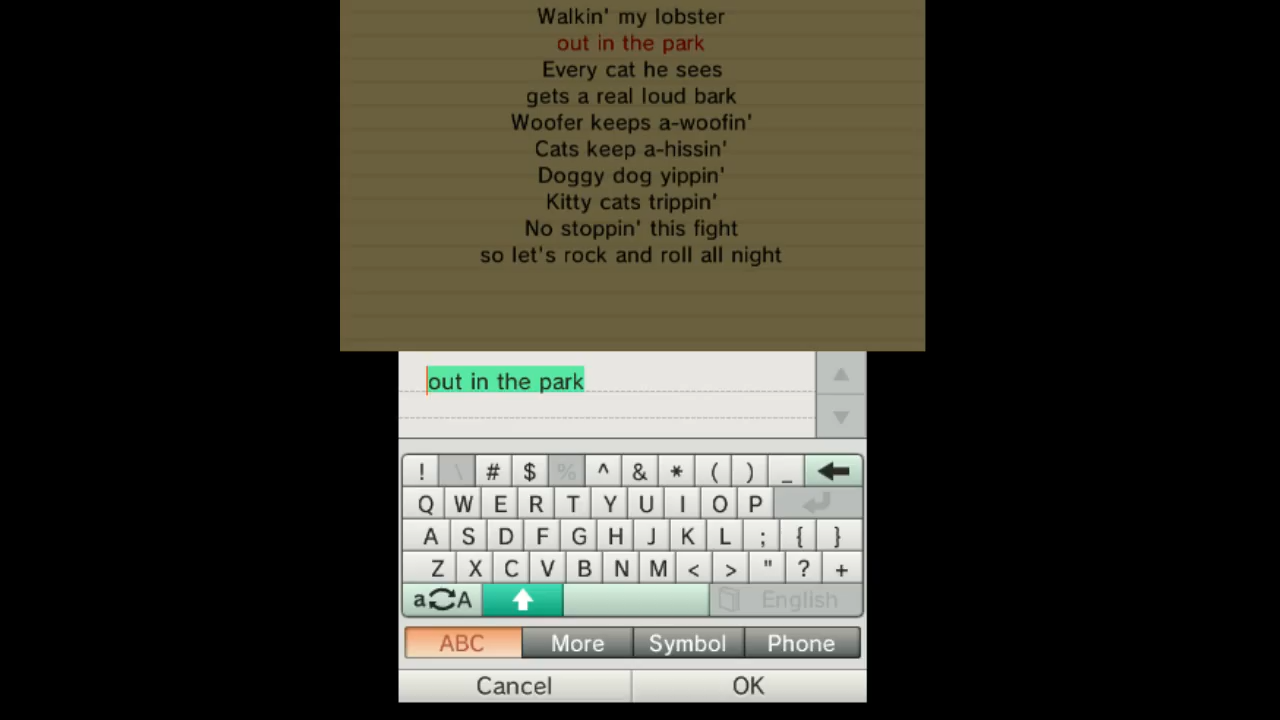 Walkin' my lobster
out in the park
Every cat he sees
gets a real loud bark
Woofer keeps a-woofin'
Cats keep a-hissin'
Doggy dog yippin'
Kitty cats trippin'
No stoppin' this fight
so let's rock and roll all night
out in the park
! \ # $ % ^ & * ( ) _
Q W E R T Y U I O P
A S D F G H J K L ; { }
Z X C V B N M < > " ? +
a A English
ABC More Symbol Phone
Cancel OK